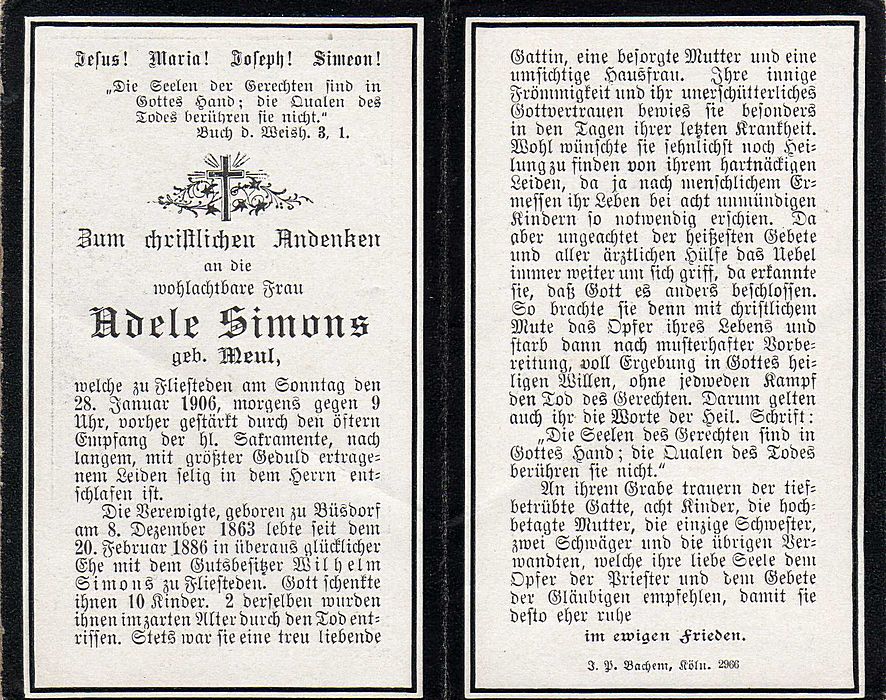 Jesus! Maria! Joseph! Simeon!
„Die Seelen der Gerechten sind in
Gottes Hand; die Qualen des
Todes berühren sie nicht.“
Buch d. Weish. 3, 1.
Zum christlichen Andenken
an die
wohlachtbare Frau
Adele Simons
geb. Meul,
welche zu Fliesteden am Sonntag den
28. Januar 1906, morgens gegen 9
Uhr, vorher gestärkt durch den öftern
Empfang der hl. Sakramente, nach
langem, mit größter Geduld ertrage-
nem Leiden selig in dem Herrn ent-
schlafen ist.
Die Verewigte, geboren zu Büsdorf
am 8. Dezember 1863 lebte seit dem
20. Februar 1886 in überaus glücklicher
Ehe mit dem Gutsbesitzer Wilhelm
Simons zu Fliesteden. Gott schenkte
ihnen 10 Kinder. 2 derselben wurden
ihnen im zarten Alter durch den Tod ent-
rissen. Stets war sie eine treu liebende
Gattin, eine besorgte Mutter und eine
umsichtige Hausfrau. Ihre innige
Frömmigkeit und ihr unerschütterliches
Gottvertrauen bewies sie besonders
in den Tagen ihrer letzten Krankheit.
Wohl wünschte sie sehnlichst noch Hei-
lung zu finden von ihrem hartnäckigen
Leiden, da ja nach menschlichem Er-
messen ihr Leben bei acht unmündigen
Kindern so notwendig erschien. Da
aber ungeachtet der heißesten Gebete
und aller ärztlichen Hülfe das Uebel
immer weiter um sich griff, da erkannte
sie, daß Gott es anders beschlossen.
So brachte sie denn mit christlichem
Mute das Opfer ihres Lebens und
starb dann nach musterhafter Vorbe-
reitung, voll Ergebung in Gottes hei-
ligen Willen, ohne jedweden Kampf
den Tod des Gerechten. Darum gelten
auch ihr die Worte der Heil. Schrift:
„Die Seelen des Gerechten sind in
Gottes Hand; die Qualen des Todes
berühren sie nicht.“
An ihrem Grabe trauern der tief-
betrübte Gatte, acht Kinder, die hoch-
betagte Mutter, die einzige Schwester,
zwei Schwäger und die übrigen Ver-
wandten, welche ihre liebe Seele dem
Opfer der Priester und dem Gebete
der Gläubigen empfehlen, damit sie
desto eher ruhe
im ewigen Frieden.
J. P. Bachem, Köln. 2966